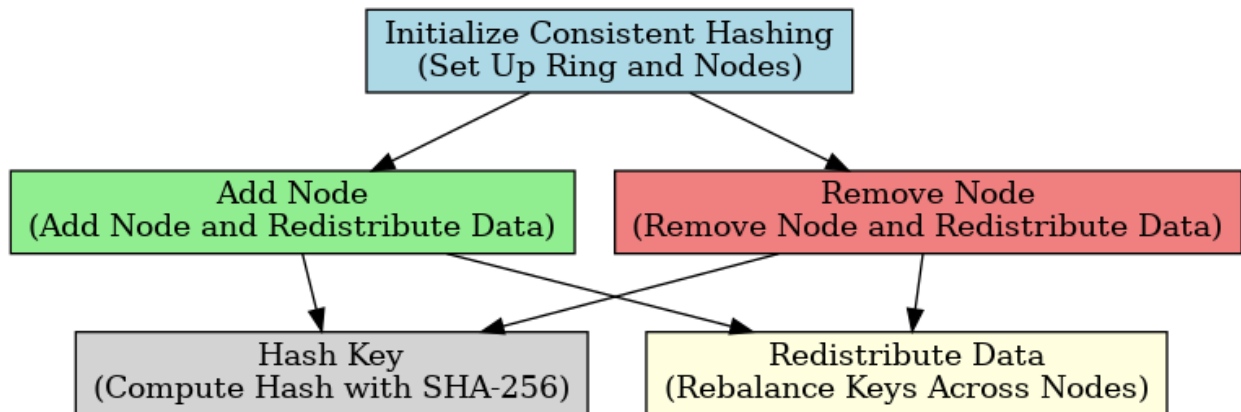 Initialize Consistent Hashing
(Set Up Ring and Nodes)
Add Node
(Add Node and Redistribute Data)
Remove Node
(Remove Node and Redistribute Data)
Hash Key
(Compute Hash with SHA-256)
Redistribute Data
(Rebalance Keys Across Nodes)